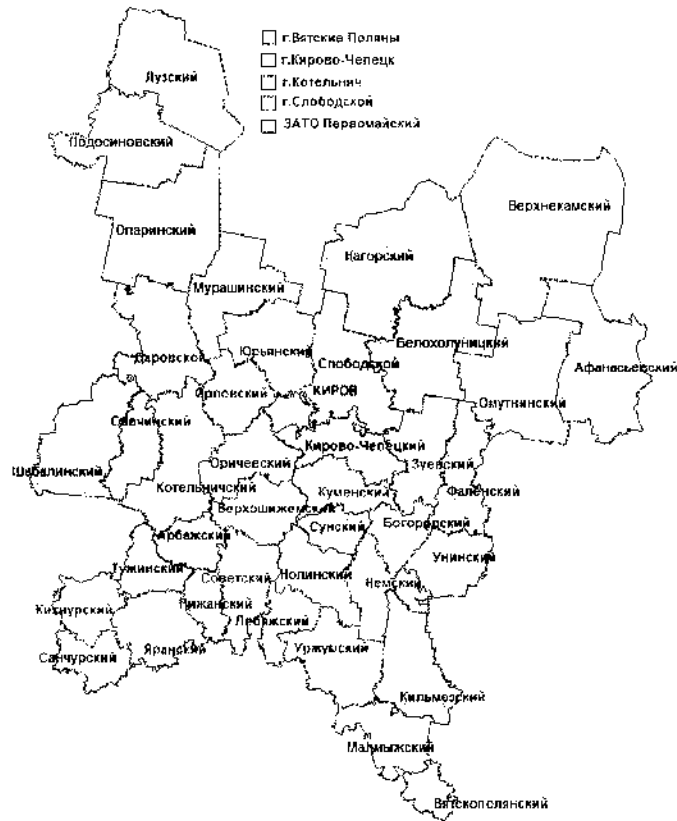 г.Вятские Поляны
г.Кирово-Чепецк
г.Котельнич
г.Слободской
ЗАТО Первомайский
Лузский
Подосиновский
Верхнекамский
Опаринский
Нагорский
Мурашинский
Белохолуницкий
Юрьянский
Даровской
Слободской
Афанасьевский
Орловский
КИРОВ
Омутнинский
Свечинский
Кирово-Чепецкий
Оричевский
Зуевский
Шабалинский
Котельничский
Куменский
Фаленский
Верхошижемский
Сунский
Богородский
Арбажский
Унинский
Тужинский
Советский
Нолинский
Немский
Кикнурский
Пижанский
Лебяжский
Яранский
Уржумский
Санчурский
Кильмезский
Малмыжский
Вятскополянский